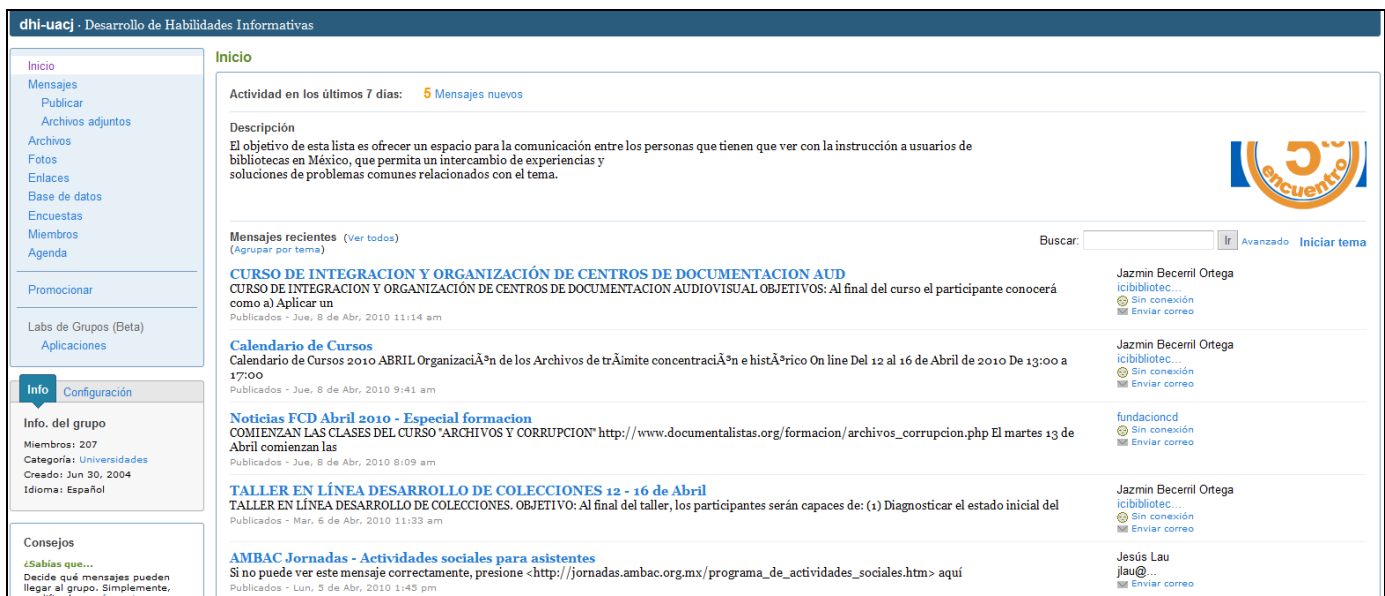 dhi-uacj · Desarrollo de Habilidades Informativas
Inicio
Mensajes
Publicar
Archivos adjuntos
Archivos
Fotos
Enlaces
Base de datos
Encuestas
Miembros
Agenda
Promocionar
Labs de Grupos (Beta)
Aplicaciones
Info Configuración
Info. del grupo
Miembros: 207
Categoría: Universidades
Creado: Jun 30, 2004
Idioma: Español
Consejos
¿Sabías que...
Decide qué mensajes pueden
llegar al grupo. Simplemente,
Inicio
Actividad en los últimos 7 días: 5 Mensajes nuevos
Descripción
El objetivo de esta lista es ofrecer un espacio para la comunicación entre los personas que tienen que ver con la instrucción a usuarios de
bibliotecas en México, que permita un intercambio de experiencias y
soluciones de problemas comunes relacionados con el tema.
5to
encuentro
Mensajes recientes (Ver todos)
(Agrupar por tema)
Buscar: Ir Avanzado Iniciar tema
CURSO DE INTEGRACION Y ORGANIZACIÓN DE CENTROS DE DOCUMENTACION AUD
CURSO DE INTEGRACION Y ORGANIZACIÓN DE CENTROS DE DOCUMENTACION AUDIOVISUAL OBJETIVOS: Al final del curso el participante conocerá
como a) Aplicar un
Publicados - Jue, 8 de Abr, 2010 11:14 am
Jazmin Becerril Ortega
icibibliotec...
Sin conexión
Enviar correo
Calendario de Cursos
Calendario de Cursos 2010 ABRIL OrganizaciÃ³n de los Archivos de trÃ¡mite concentraciÃ³n e histÃ³rico On line Del 12 al 16 de Abril de 2010 De 13:00 a
17:00
Publicados - Jue, 8 de Abr, 2010 9:41 am
Jazmin Becerril Ortega
icibibliotec...
Sin conexión
Enviar correo
Noticias FCD Abril 2010 - Especial formacion
COMIENZAN LAS CLASES DEL CURSO "ARCHIVOS Y CORRUPCION" http://www.documentalistas.org/formacion/archivos_corrupcion.php El martes 13 de
Abril comienzan las
Publicados - Jue, 8 de Abr, 2010 8:09 am
fundacioncd
Sin conexión
Enviar correo
TALLER EN LÍNEA DESARROLLO DE COLECCIONES 12 - 16 de Abril
TALLER EN LÍNEA DESARROLLO DE COLECCIONES. OBJETIVO: Al final del taller, los participantes serán capaces de: (1) Diagnosticar el estado inicial del
Publicados - Mar, 6 de Abr, 2010 11:33 am
Jazmin Becerril Ortega
icibibliotec...
Sin conexión
Enviar correo
AMBAC Jornadas - Actividades sociales para asistentes
Si no puede ver este mensaje correctamente, presione <http://jornadas.ambac.org.mx/programa_de_actividades_sociales.htm> aquí
Publicados - Lun, 5 de Abr, 2010 1:45 pm
Jesús Lau
jlau@...
Enviar correo